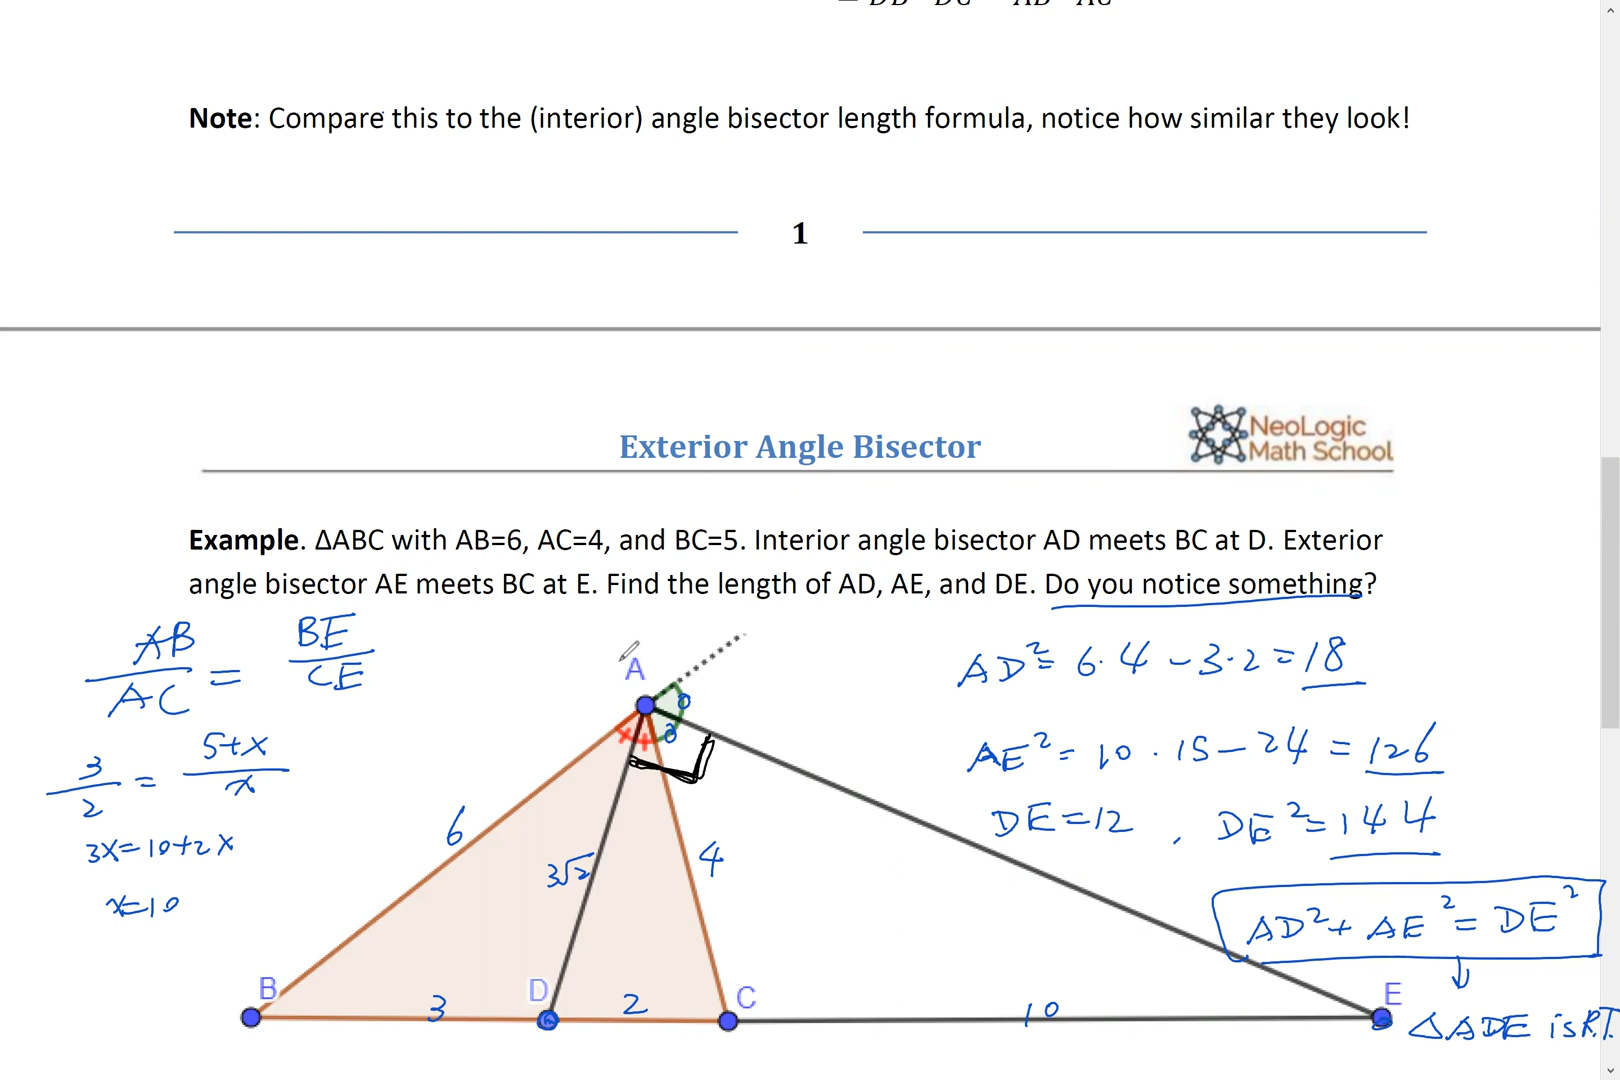 = DB · DC − AB · AC
Note: Compare this to the (interior) angle bisector length formula, notice how similar they look!
1
Exterior Angle Bisector
NeoLogic
Math School
Example. ΔABC with AB=6, AC=4, and BC=5. Interior angle bisector AD meets BC at D. Exterior
angle bisector AE meets BC at E. Find the length of AD, AE, and DE. Do you notice something?
AB/AC = BE/CE
3/2 = 5+x/x
3x=10+2x
x=10
A
6
3√2
4
B
3
D
2
C
10
E
AD²= 6·4 −3·2 =18
AE²= 10·15−24 = 126
DE=12, DE²=144
AD²+ AE² = DE²
↓
△ADE is R.T.